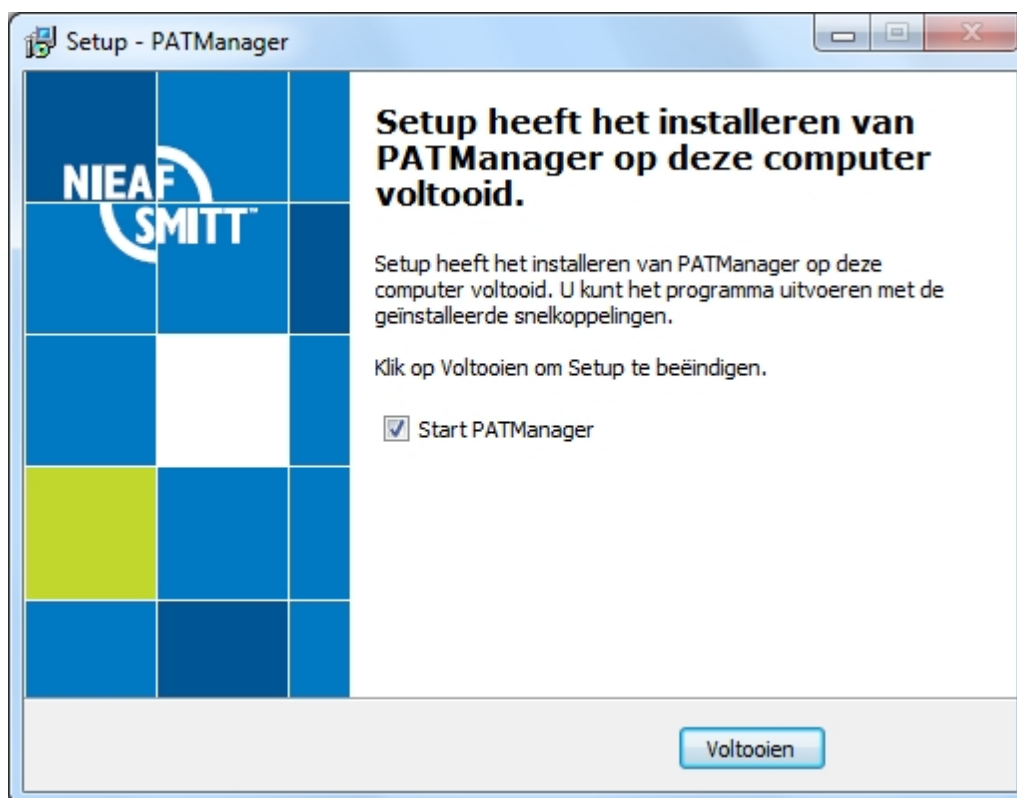 Setup - PATManager
NIEAF
SMITT™
Setup heeft het installeren van
PATManager op deze computer
voltooid.
Setup heeft het installeren van PATManager op deze
computer voltooid. U kunt het programma uitvoeren met de
geïnstalleerde snelkoppelingen.
Klik op Voltooien om Setup te beëindigen.
Start PATManager
Voltooien